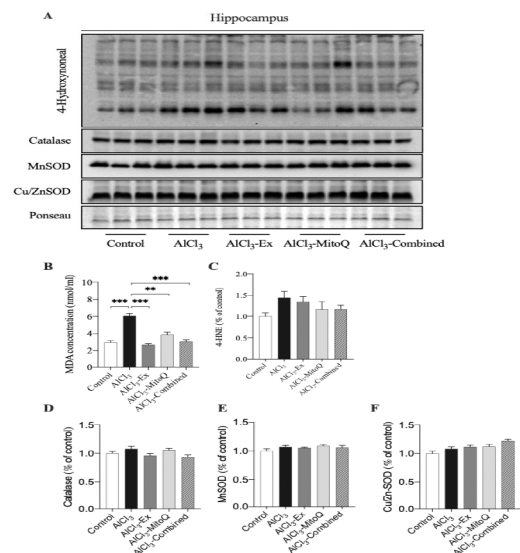 A
Hippocampus
4-Hydroxynoneal
Catalase
MnSOD
Cu/ZnSOD
Ponseau
Control AlCl3 AlCl3-Ex AlCl3-MitoQ AlCl3-Combined
B
MDA concentration (nmol/ml)
10
8
6
4
2
0
***
**
*** ***
Control
AlCl3
AlCl3-Ex
AlCl3-MitoQ
AlCl3-Combined
C
4-HNE (% of control)
2.0
1.5
1.0
0.5
0.0
Control
AlCl3
AlCl3-Ex
AlCl3-MitoQ
AlCl3-Combined
D
Catalase (% of control)
1.5
1.0
0.5
0.0
Control
AlCl3
AlCl3-Ex
AlCl3-MitoQ
AlCl3-Combined
E
MnSOD (% of control)
1.5
1.0
0.5
0.0
Control
AlCl3
AlCl3-Ex
AlCl3-MitoQ
AlCl3-Combined
F
Cu/Zn-SOD (% of control)
2.0
1.5
1.0
0.5
0.0
Control
AlCl3
AlCl3-Ex
AlCl3-MitoQ
AlCl3-Combined